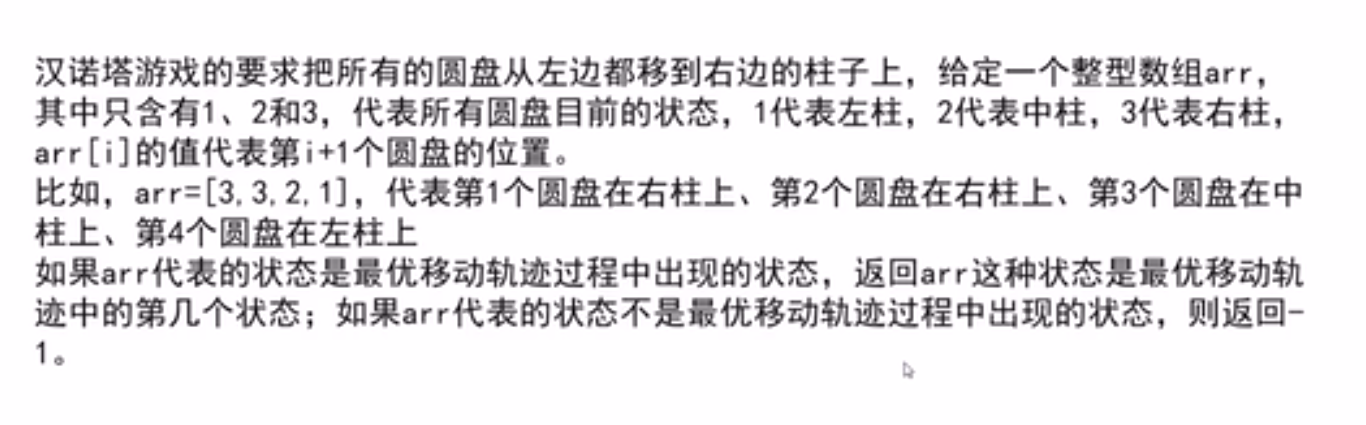 汉诺塔游戏的要求把所有的圆盘从左边都移到右边的柱子上，给定一个整型数组arr，
其中只含有1、2和3，代表所有圆盘目前的状态，1代表左柱，2代表中柱，3代表右柱，
arr[i]的值代表第i+1个圆盘的位置。
比如，arr=[3,3,2,1]，代表第1个圆盘在右柱上、第2个圆盘在右柱上、第3个圆盘在中
柱上、第4个圆盘在左柱上
如果arr代表的状态是最优移动轨迹过程中出现的状态，返回arr这种状态是最优移动轨
迹中的第几个状态；如果arr代表的状态不是最优移动轨迹过程中出现的状态，则返回-
1。